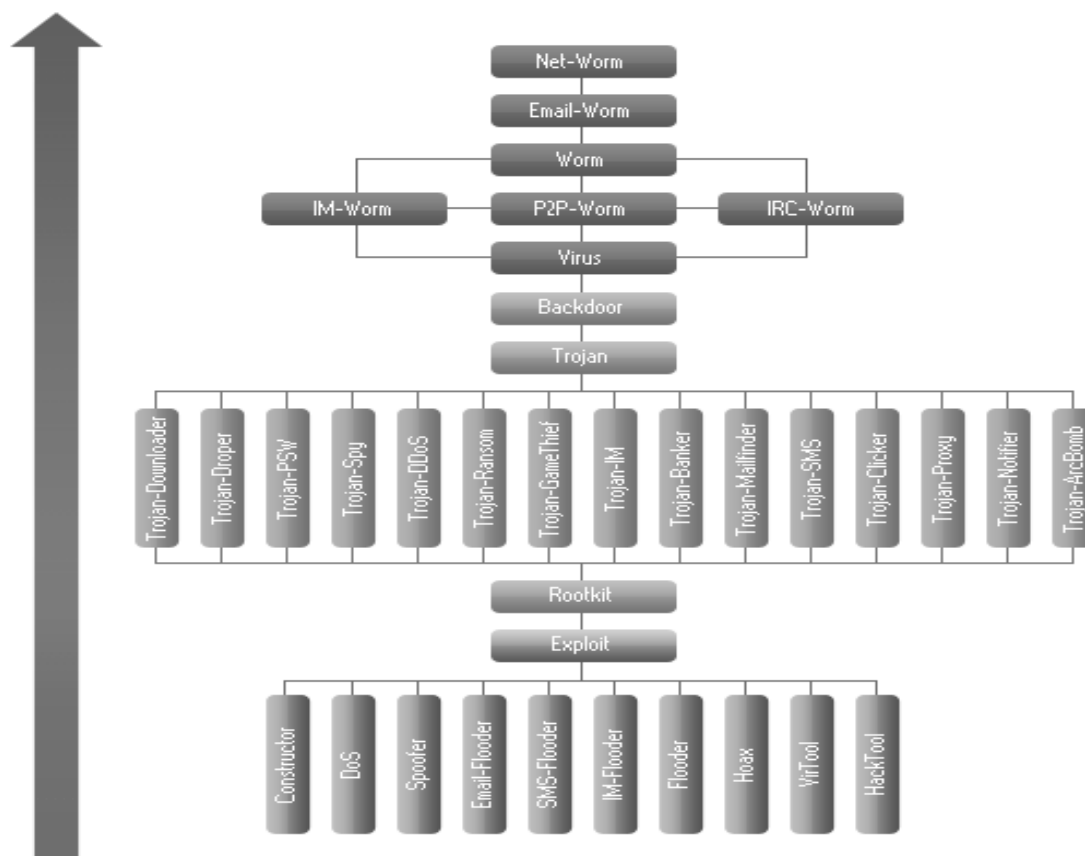 Net-Worm
Email-Worm
Worm
IM-Worm
P2P-Worm
IRC-Worm
Virus
Backdoor
Trojan
Trojan-Downloader
Trojan-Droper
Trojan-PSW
Trojan-Spy
Trojan-DDoS
Trojan-Ransom
Trojan-GameThief
Trojan-IM
Trojan-Banker
Trojan-Mailfinder
Trojan-SMS
Trojan-Clicker
Trojan-Proxy
Trojan-Notifier
Trojan-ArcBomb
Rootkit
Exploit
Constructor
DoS
Spoofer
Email-Flooder
SMS-Flooder
IM-Flooder
Flooder
Hoax
VirTool
HackTool